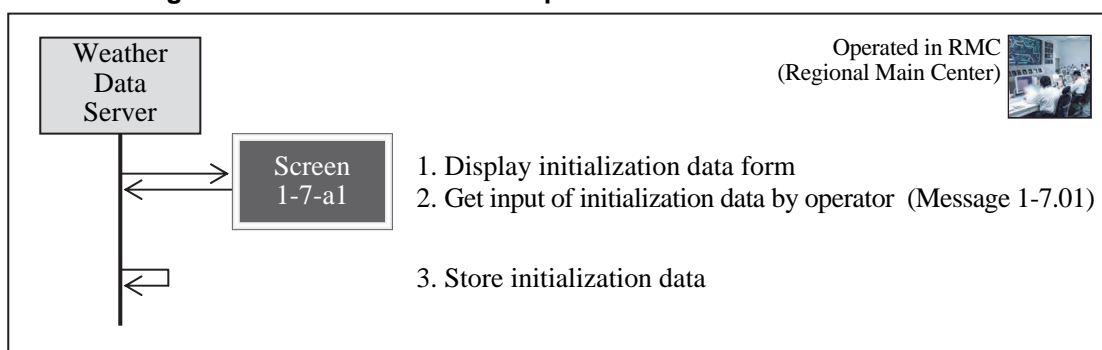 Weather
Data
Server
Operated in RMC
(Regional Main Center)
Screen
1-7-a1
1. Display initialization data form
2. Get input of initialization data by operator (Message 1-7.01)
3. Store initialization data